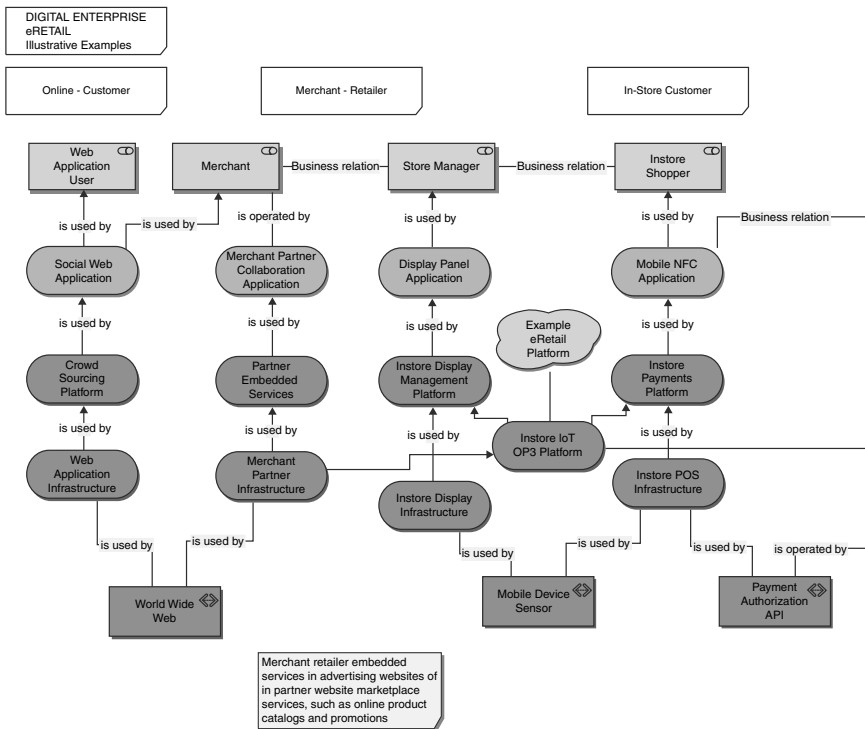 DIGITAL ENTERPRISE
eRETAIL
Illustrative Examples
Online - Customer
Merchant - Retailer
In-Store Customer
Web
Application
User
Merchant
Business relation
Store Manager
Business relation
Instore
Shopper
is used by
is used by
is operated by
is used by
is used by
Business relation
Social Web
Application
Merchant Partner
Collaboration
Application
Display Panel
Application
Mobile NFC
Application
is used by
is used by
is used by
is used by
Example
eRetail
Platform
Crowd
Sourcing
Platform
Partner
Embedded
Services
Instore Display
Management
Platform
Instore
Payments
Platform
is used by
is used by
is used by
is used by
Instore IoT
OP3 Platform
Web
Application
Infrastructure
Merchant
Partner
Infrastructure
Instore Display
Infrastructure
Instore POS
Infrastructure
is used by
is used by
is used by
is used by
is used by
is operated by
World Wide
Web
Mobile Device
Sensor
Payment
Authorization
API
Merchant retailer embedded
services in advertising websites of
in partner website marketplace
services, such as online product
catalogs and promotions